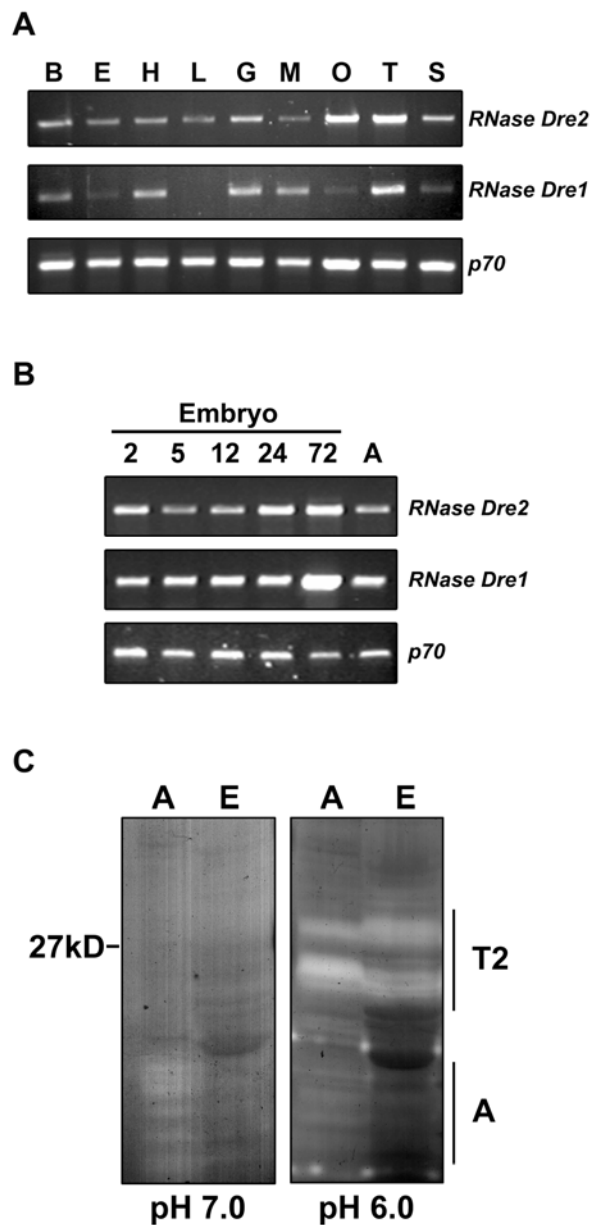 A
B E H L G M O T S
RNase Dre2
RNase Dre1
p70
B
Embryo
2 5 12 24 72 A
RNase Dre2
RNase Dre1
p70
C
A E A E
27kD
T2
A
pH 7.0 pH 6.0